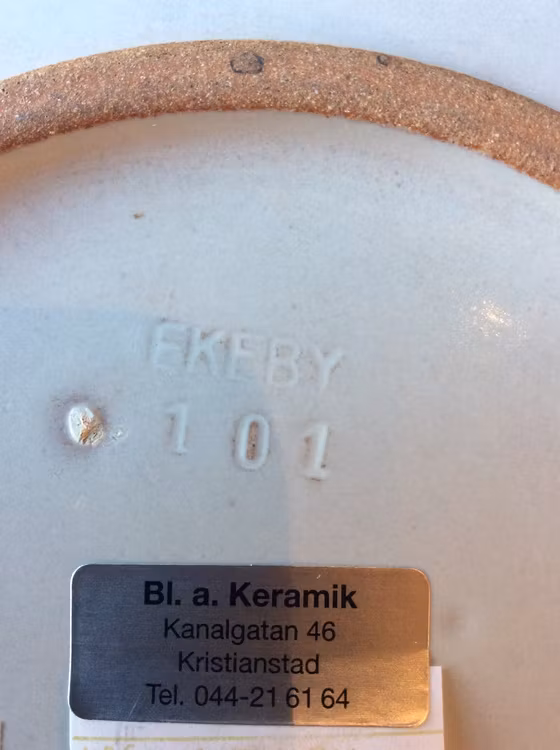 EKEBY
101
Bl. a. Keramik
Kanalgatan 46
Kristianstad
Tel. 044-21 61 64